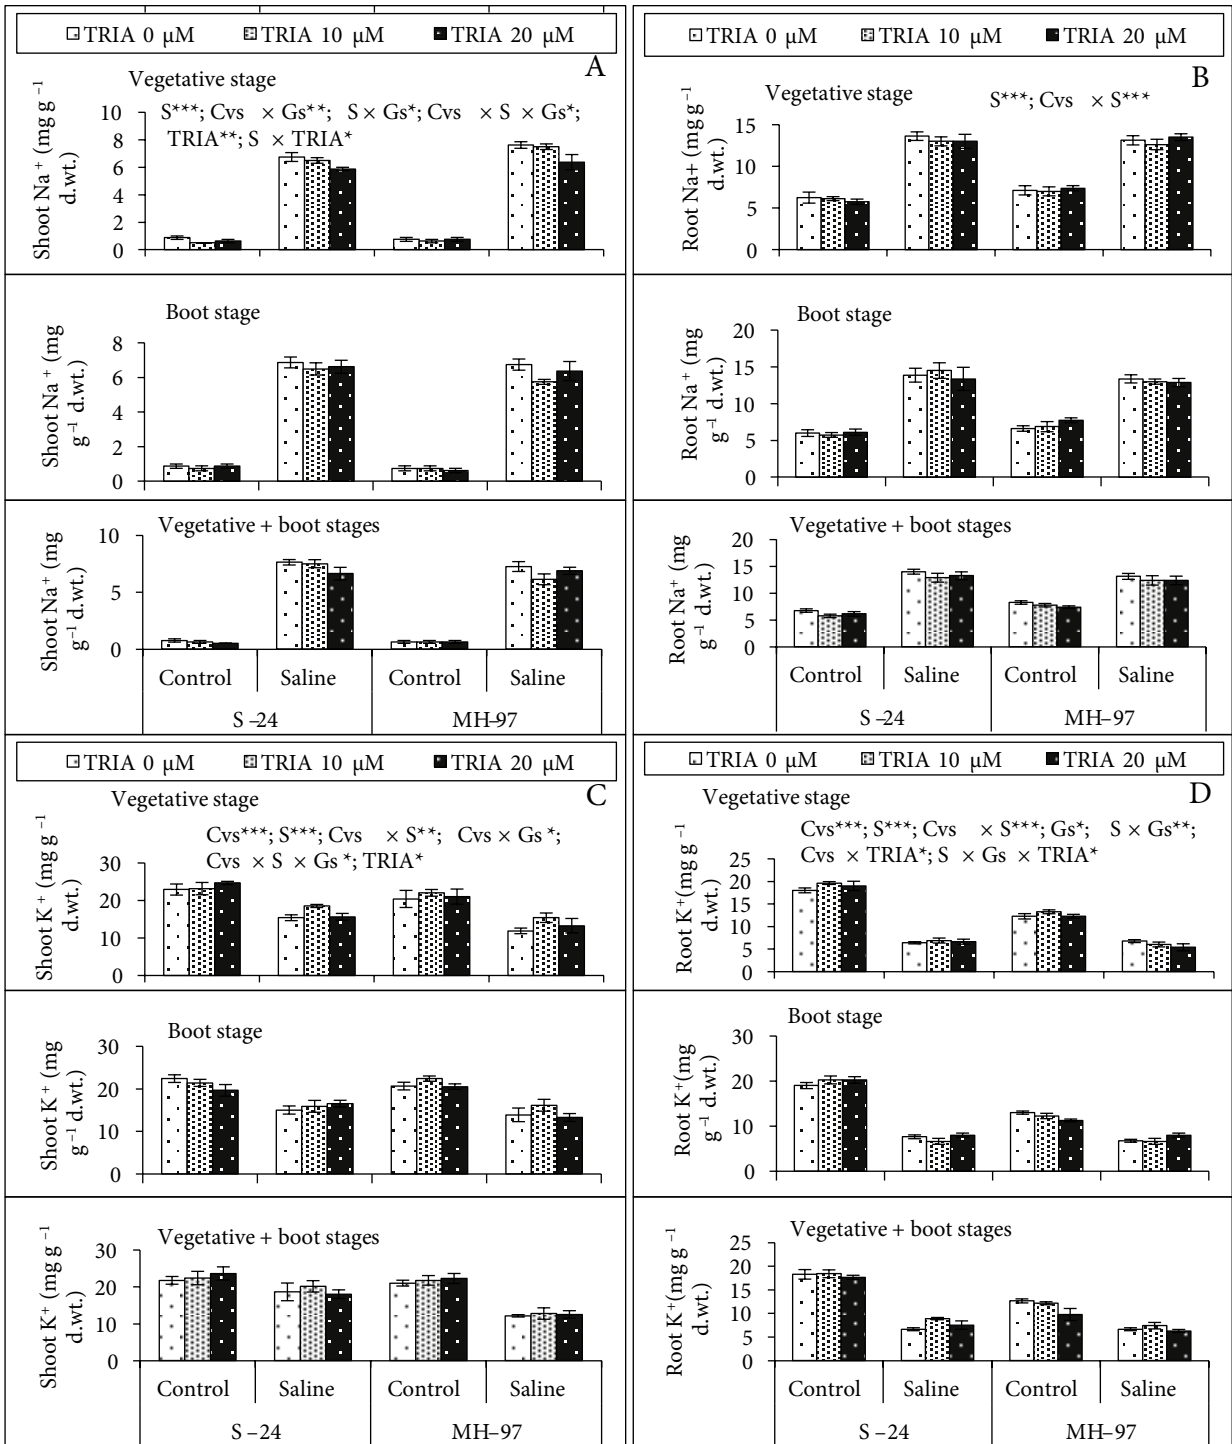 TRIA 0 µM TRIA 10 µM TRIA 20 µM
A
Vegetative stage
S***; Cvs × Gs**; S × Gs*; Cvs × S × Gs*;
TRIA**; S × TRIA*
Shoot Na⁺ (mg g⁻¹
d.wt.)
10
8
6
4
2
0
Boot stage
Shoot Na⁺ (mg
g⁻¹ d.wt.)
8
6
4
2
0
Vegetative + boot stages
Shoot Na⁺ (mg
g⁻¹ d.wt.)
10
5
0
Control Saline Control Saline
S –24 MH–97
TRIA 0 µM TRIA 10 µM TRIA 20 µM
B
Vegetative stage
S***; Cvs × S***
Root Na+ (mg g⁻¹
d.wt.)
15
10
5
0
Boot stage
Root Na⁺ (mg
g⁻¹ d.wt.)
20
15
10
5
0
Vegetative + boot stages
Root Na⁺ (mg
g⁻¹ d.wt.)
20
15
10
5
0
Control Saline Control Saline
S –24 MH–97
TRIA 0 µM TRIA 10 µM TRIA 20 µM
C
Vegetative stage
Cvs***; S***; Cvs × S**; Cvs × Gs *;
Cvs × S × Gs *; TRIA*
Shoot K⁺ (mg g⁻¹
d.wt.)
30
20
10
0
Boot stage
Shoot K⁺ (mg
g⁻¹ d.wt.)
30
20
10
0
Vegetative + boot stages
Shoot K⁺ (mg g⁻¹
d.wt.)
30
20
10
0
Control Saline Control Saline
S –24 MH–97
TRIA 0 µM TRIA 10 µM TRIA 20 µM
D
Vegetative stage
Cvs***; S***; Cvs × S***; Gs*; S × Gs**;
Cvs × TRIA*; S × Gs × TRIA*
Root K⁺(mg g⁻¹
d.wt.)
25
20
15
10
5
0
Boot stage
Root K⁺(mg
g⁻¹ d.wt.)
30
20
10
0
Vegetative + boot stages
Root K⁺(mg g⁻¹
d.wt.)
25
20
15
10
5
0
Control Saline Control Saline
S –24 MH–97